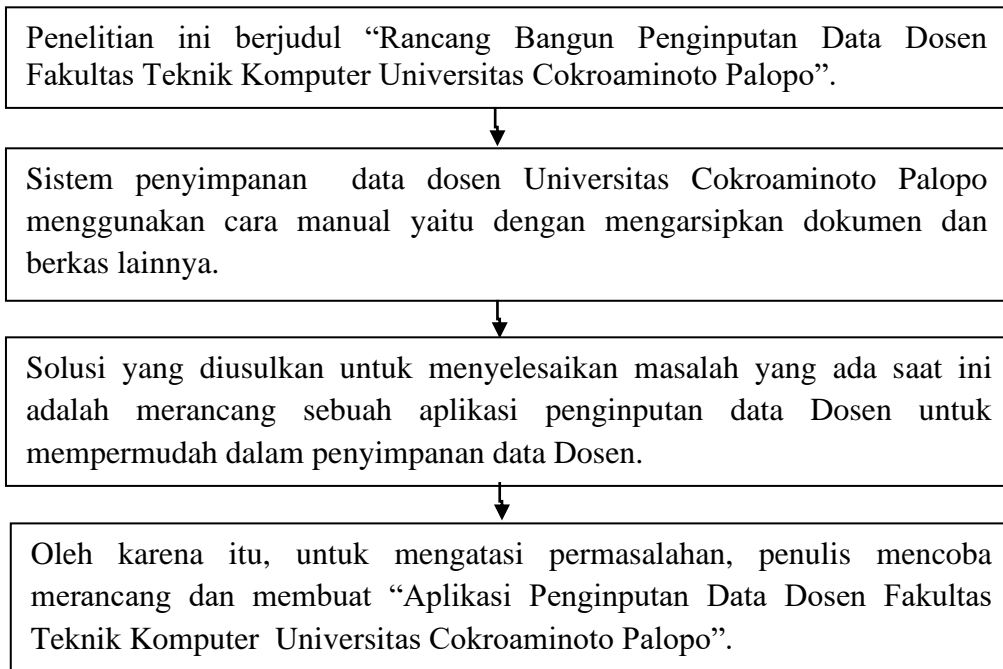 Penelitian ini berjudul “Rancang Bangun Penginputan Data Dosen
Fakultas Teknik Komputer Universitas Cokroaminoto Palopo”.
Sistem penyimpanan data dosen Universitas Cokroaminoto Palopo
menggunakan cara manual yaitu dengan mengarsipkan dokumen dan
berkas lainnya.
Solusi yang diusulkan untuk menyelesaikan masalah yang ada saat ini
adalah merancang sebuah aplikasi penginputan data Dosen untuk
mempermudah dalam penyimpanan data Dosen.
Oleh karena itu, untuk mengatasi permasalahan, penulis mencoba
merancang dan membuat “Aplikasi Penginputan Data Dosen Fakultas
Teknik Komputer Universitas Cokroaminoto Palopo”.